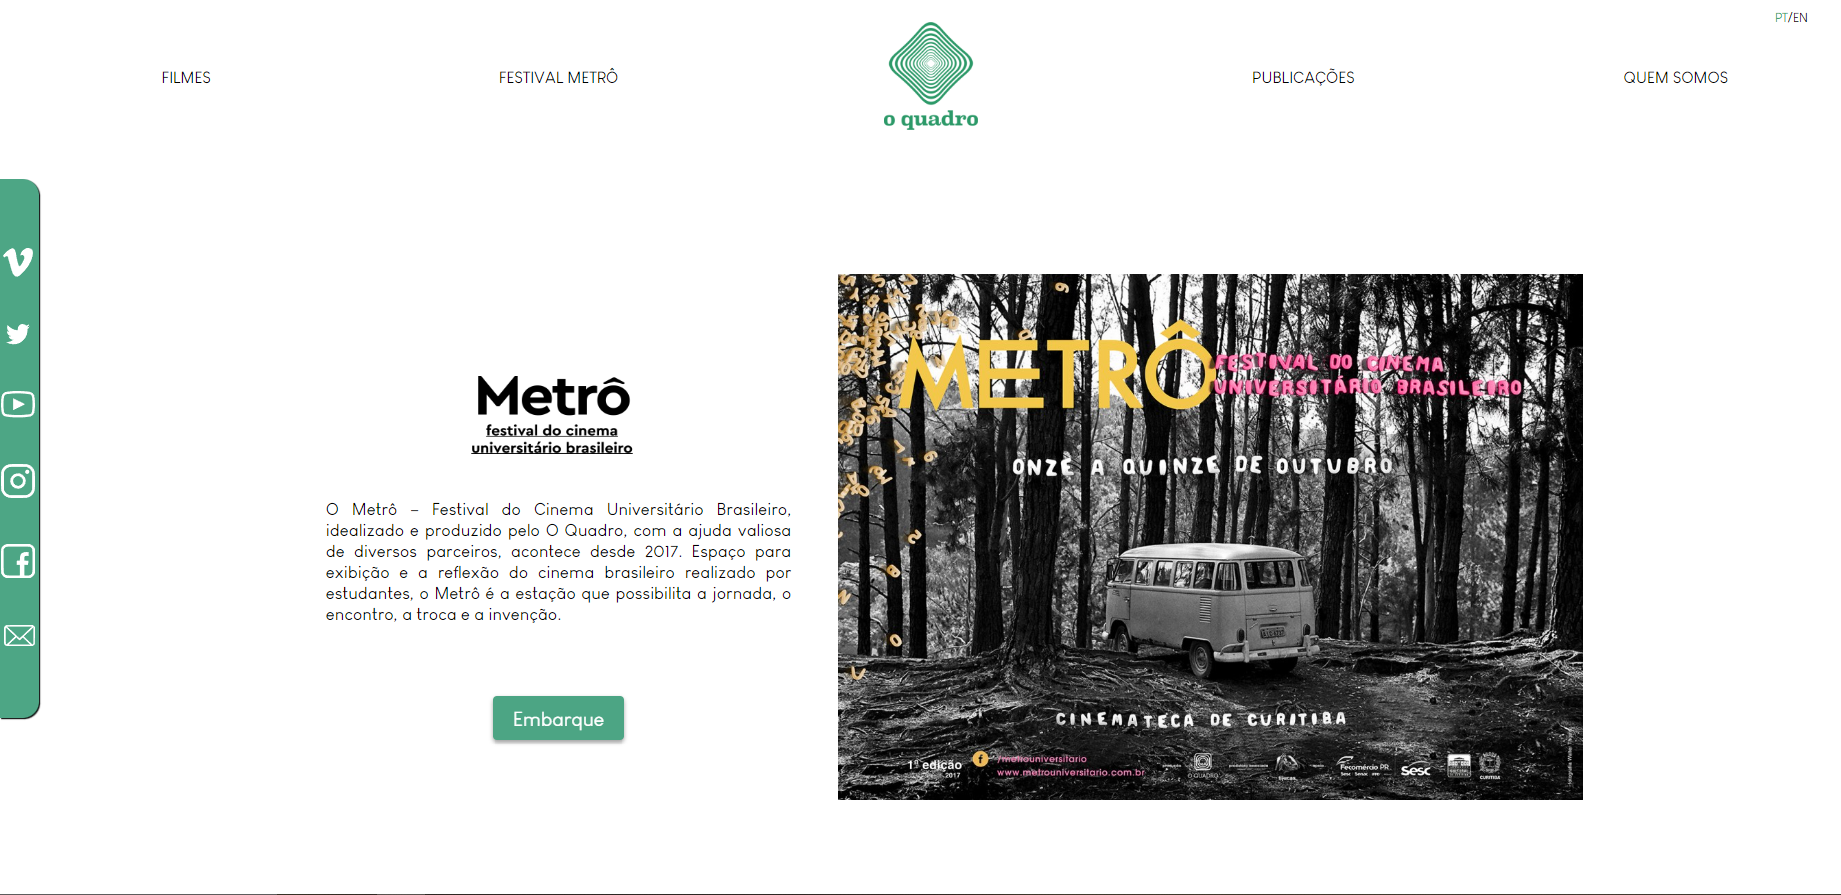 PT/EN
FILMES
FESTIVAL METRÔ
o quadro
PUBLICAÇÕES
QUEM SOMOS
Metrô
festival do cinema
universitário brasileiro
O Metrô – Festival do Cinema Universitário Brasileiro,
idealizado e produzido pelo O Quadro, com a ajuda valiosa
de diversos parceiros, acontece desde 2017. Espaço para
exibição e a reflexão do cinema brasileiro realizado por
estudantes, o Metrô é a estação que possibilita a jornada, o
encontro, a troca e a invenção.
Embarque
METRÔ
FESTIVAL DO CINEMA
UNIVERSITÁRIO BRASILEIRO
ONZE A QUINZE DE OUTUBRO
CINEMATECA DE CURITIBA
1ª edição
2017
/metrouniversitario
www.metrouniversitario.com.br
O QUADRO
Fecomércio PR
Sesc
CURITIBA